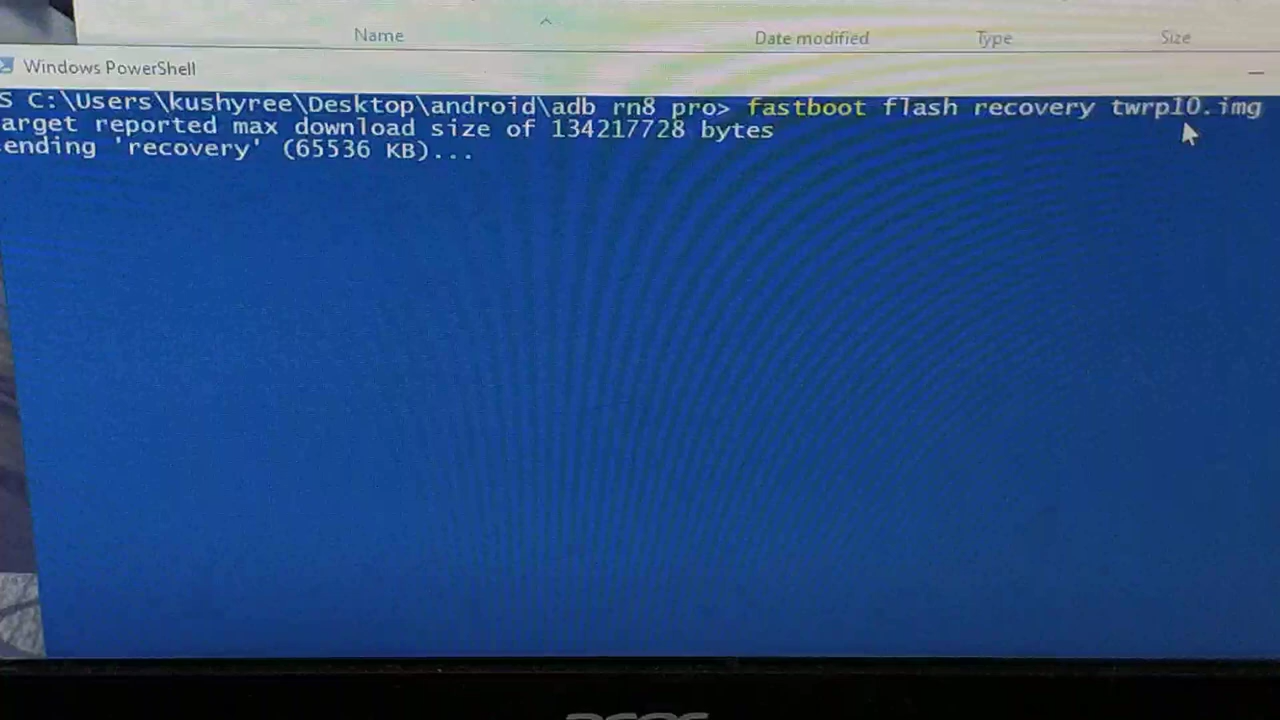 Name Date modified Type Size
Windows PowerShell
S C:\Users\kushyree\Desktop\android\adb rn8 pro> fastboot flash recovery twrp10.img
arget reported max download size of 134217728 bytes
ending 'recovery' (65536 KB)...